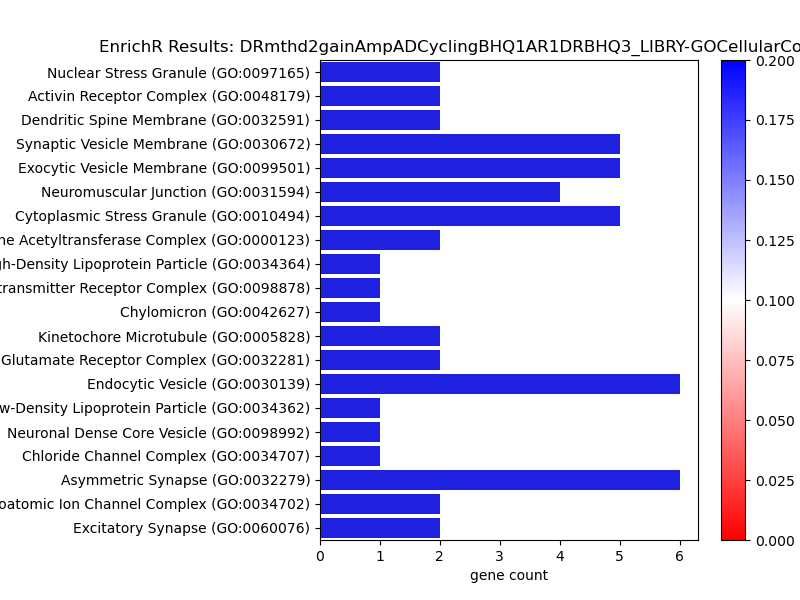 EnrichR Results: DRmthd2gainAmpADCyclingBHQ1AR1DRBHQ3_LIBRY-GOCellularCo
Nuclear Stress Granule (GO:0097165)
Activin Receptor Complex (GO:0048179)
Dendritic Spine Membrane (GO:0032591)
Synaptic Vesicle Membrane (GO:0030672)
Exocytic Vesicle Membrane (GO:0099501)
Neuromuscular Junction (GO:0031594)
Cytoplasmic Stress Granule (GO:0010494)
ne Acetyltransferase Complex (GO:0000123)
gh-Density Lipoprotein Particle (GO:0034364)
transmitter Receptor Complex (GO:0098878)
Chylomicron (GO:0042627)
Kinetochore Microtubule (GO:0005828)
Glutamate Receptor Complex (GO:0032281)
Endocytic Vesicle (GO:0030139)
w-Density Lipoprotein Particle (GO:0034362)
Neuronal Dense Core Vesicle (GO:0098992)
Chloride Channel Complex (GO:0034707)
Asymmetric Synapse (GO:0032279)
oatomic Ion Channel Complex (GO:0034702)
Excitatory Synapse (GO:0060076)
0 1 2 3 4 5 6
gene count
0.200
0.175
0.150
0.125
0.100
0.075
0.050
0.025
0.000